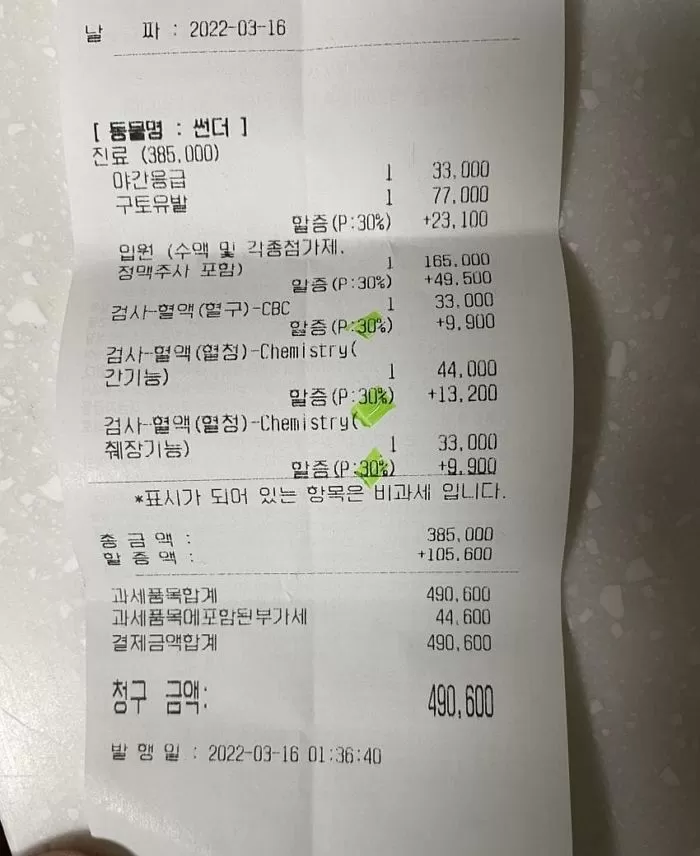 날 짜 : 2022-03-16
[ 동물명 : 썬더 ]
진료 (385,000)
야간응급 1 33,000
구토유발 1 77,000
할증(P:30%) +23,100
입원 (수액 및 각종첨가제,
정맥주사 포함) 1 165,000
할증(P:30%) +49,500
검사-혈액(혈구)-CBC 1 33,000
할증(P:30%) +9,900
검사-혈액(혈청)-Chemistry(
간기능) 1 44,000
할증(P:30%) +13,200
검사-혈액(혈청)-Chemistry(
췌장기능) 1 33,000
할증(P:30%) +9,900
*표시가 되어 있는 항목은 비과세 입니다.
총 금 액 : 385,000
할 증 액 : +105,600
과세품목합계 490,600
과세품목에포함된부가세 44,600
결제금액합계 490,600
청구 금액: 490,600
발 행 일 : 2022-03-16 01:36:40